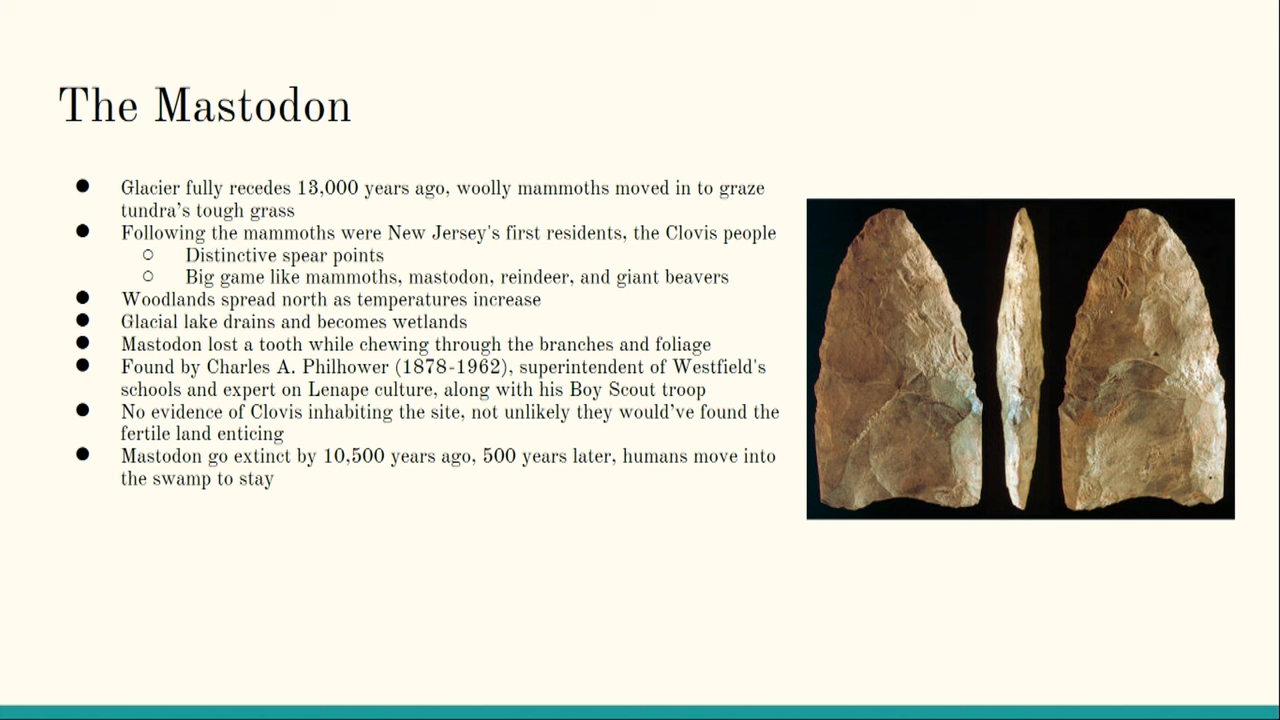 The Mastodon
● Glacier fully recedes 13,000 years ago, woolly mammoths moved in to graze
tundra’s tough grass
● Following the mammoths were New Jersey's first residents, the Clovis people
○ Distinctive spear points
○ Big game like mammoths, mastodon, reindeer, and giant beavers
● Woodlands spread north as temperatures increase
● Glacial lake drains and becomes wetlands
● Mastodon lost a tooth while chewing through the branches and foliage
● Found by Charles A. Philhower (1878-1962), superintendent of Westfield's
schools and expert on Lenape culture, along with his Boy Scout troop
● No evidence of Clovis inhabiting the site, not unlikely they would’ve found the
fertile land enticing
● Mastodon go extinct by 10,500 years ago, 500 years later, humans move into
the swamp to stay